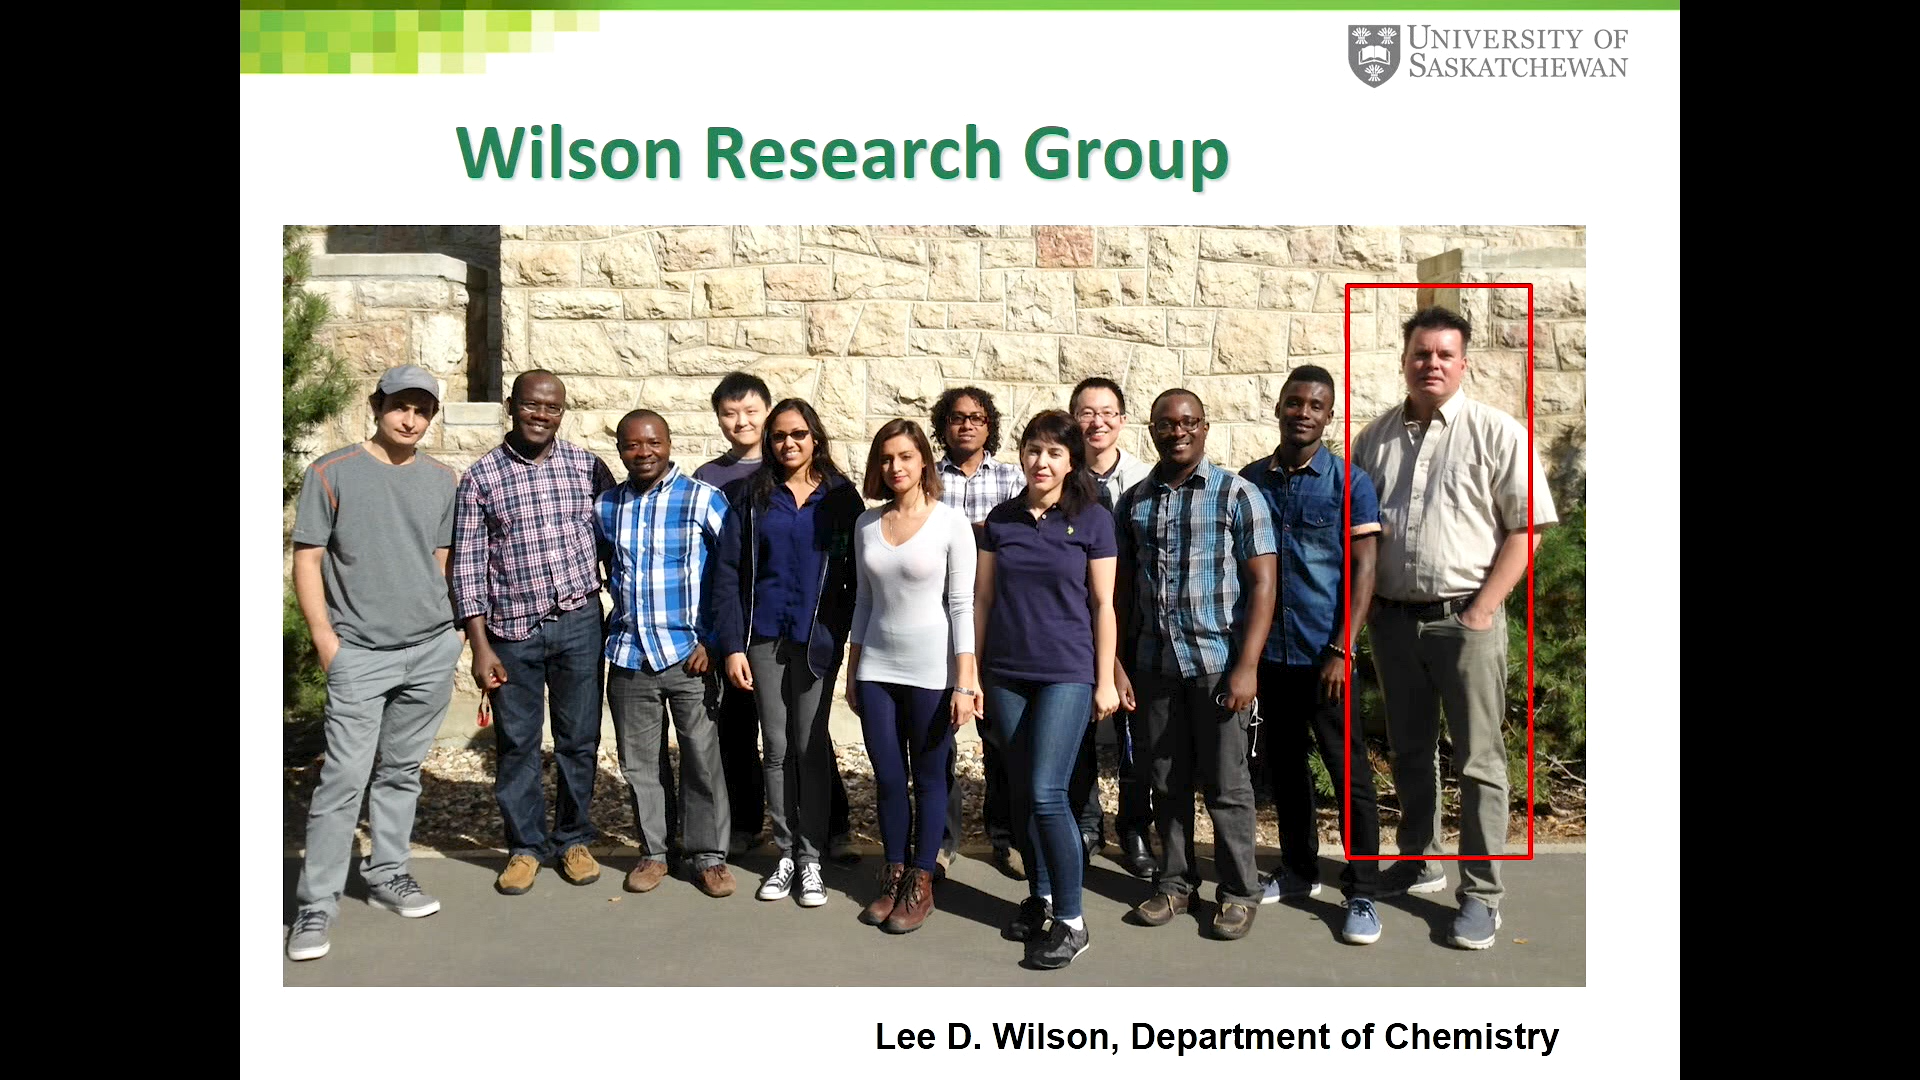 UNIVERSITY OF
SASKATCHEWAN
Wilson Research Group
Lee D. Wilson, Department of Chemistry